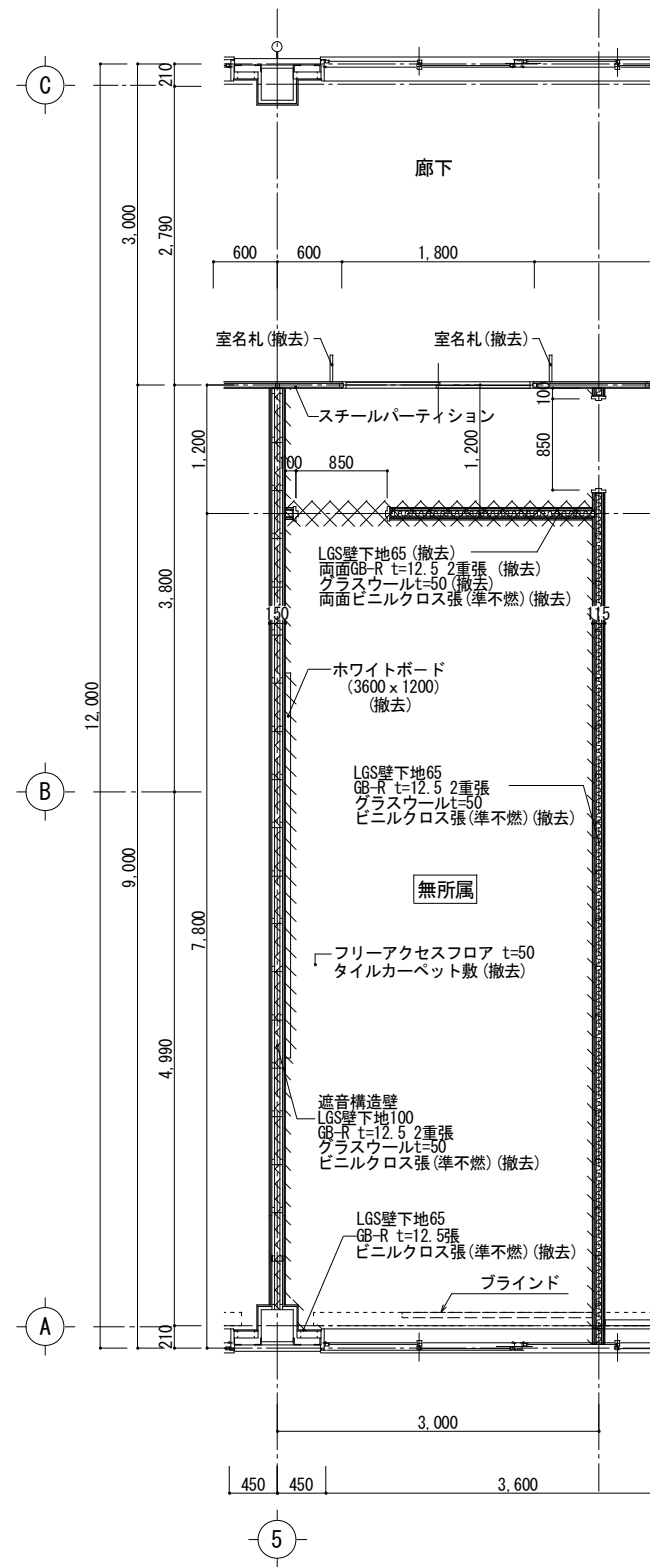 C
210
廊下
3,000
2,790
600
600
1,800
室名札(撤去)
室名札(撤去)
スチールパーティション
100
1,200
1,200
850
100
850
LGS壁下地65(撤去)
両面GB-R t=12.5 2重張 (撤去)
グラスウールt=50(撤去)
両面ビニルクロス張(準不燃)(撤去)
3,800
150
115
ホワイトボード
(3600x1200)
(撤去)
12,000
B
LGS壁下地65
GB-R t=12.5 2重張
グラスウールt=50
ビニルクロス張(準不燃)(撤去)
9,000
無所属
7,800
フリーアクセスフロア t=50
タイルカーペット敷(撤去)
4,990
遮音構造壁
LGS壁下地100
GB-R t=12.5 2重張
グラスウールt=50
ビニルクロス張(準不燃)(撤去)
LGS壁下地65
GB-R t=12.5張
ビニルクロス張(準不燃)(撤去)
ブラインド
A
210
3,000
450
450
3,600
5